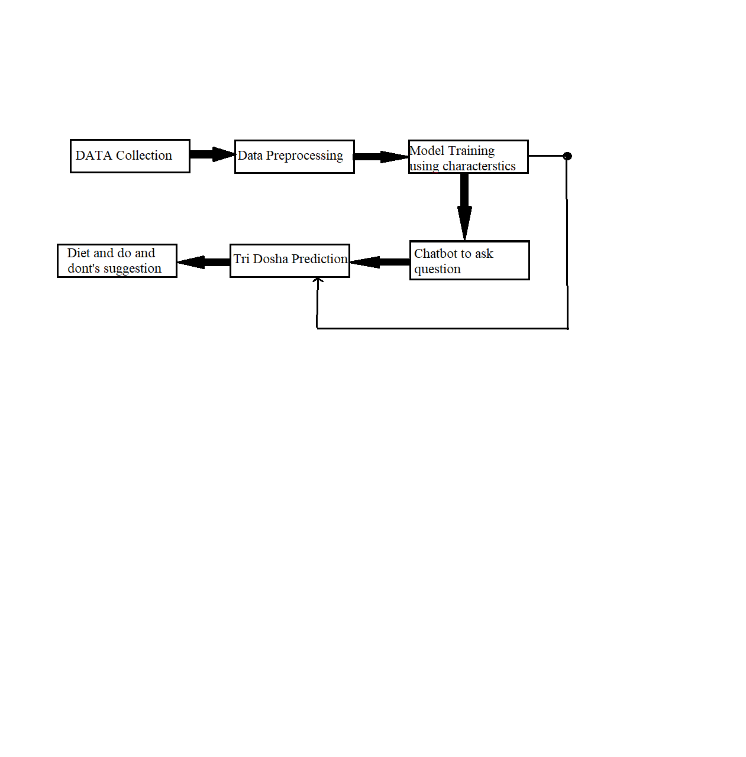 DATA Collection
Data Preprocessing
Model Training
using characterstics
Chatbot to ask
question
Tri Dosha Prediction
Diet and do and
dont's suggestion